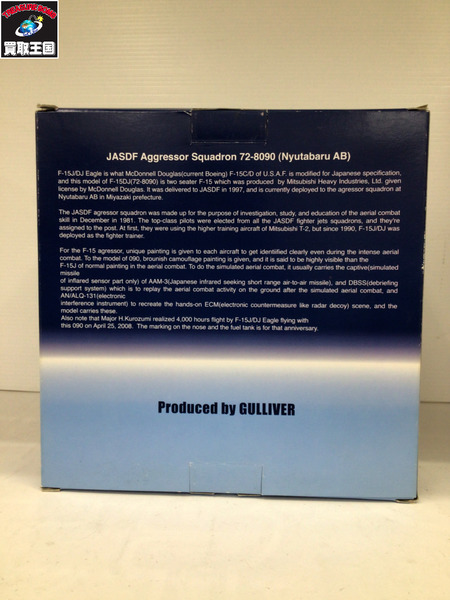 TREASURE KING
買取王国
JASDF Aggressor Squadron 72-8090 (Nyutabaru AB)
F-15J/DJ Eagle is what McDonnell Douglas(current Boeing) F-15C/D of U.S.A.F. is modified for Japanese specification,
and this model of F-15DJ(72-8090) is two seater F-15 which was produced by Mitsubishi Heavy Industries, Ltd. given
license by McDonnell Douglas. It was delivered to JASDF in 1997, and is currently deployed to the agressor squadron at
Nyutabaru AB in Miyazaki prefecture.
The JASDF agressor squadron was made up for the purpose of investigation, study, and education of the aerial combat
skill in December of 1981. The top-class pilots were elected from all the JASDF fighter jets squadrons, and they're
assigned to the post. At first, they were using the higher training aircraft of Mitsubishi T-2, but since 1990, F-15J/DJ was
deployed as the fighter trainer.
For the F-15 agressor, unique painting is given to each aircraft to get identified clearly even during the intense aerial
combat. To the model of 090, brounish camouflage painting is given, and it is said to be highly visible than the
F-15J of normal painting in the aerial combat. To do the simulated aerial combat, it usually carries the captive(simulated
missile
of inflared sensor part only) of AAM-3(Japanese infrared seeking short range air-to-air missile), and DBSS(debriefing
support system) which is to replay the aerial combat activity on the ground after the simulated aerial combat, and
AN/ALQ-131(electronic
interference instrument) to recreate the hands-on ECM(electronic countermeasure like radar decoy) scene, and the
model carries these.
Also note that Major H.Kurozumi realized 4,000 hours flight by F-15J/DJ Eagle flying with
this 090 on April 25, 2008. The marking on the nose and the fuel tank is for that anniversary.
Produced by GULLIVER